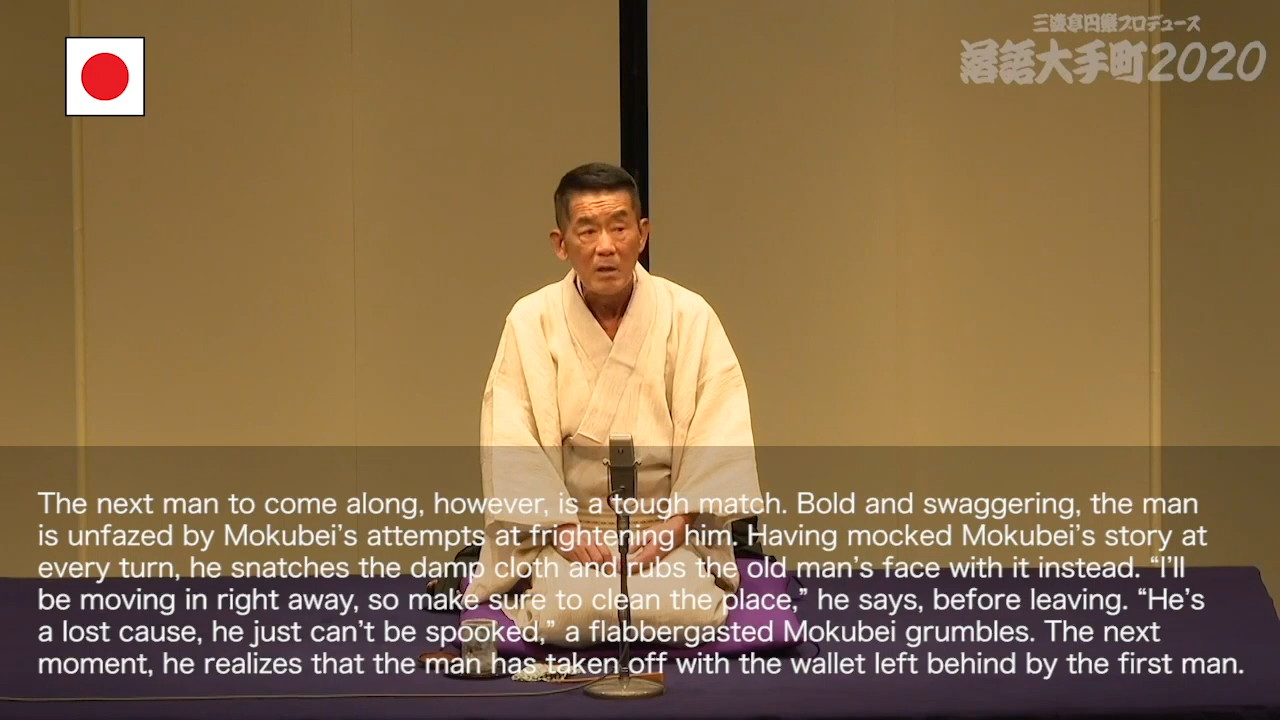 三遊亭円楽プロデュース
落語大手町2020
The next man to come along, however, is a tough match. Bold and swaggering, the man
is unfazed by Mokubei’s attempts at frightening him. Having mocked Mokubei’s story at
every turn, he snatches the damp cloth and rubs the old man’s face with it instead. “I’ll
be moving in right away, so make sure to clean the place,” he says, before leaving. “He’s
a lost cause, he just can’t be spooked,” a flabbergasted Mokubei grumbles. The next
moment, he realizes that the man has taken off with the wallet left behind by the first man.